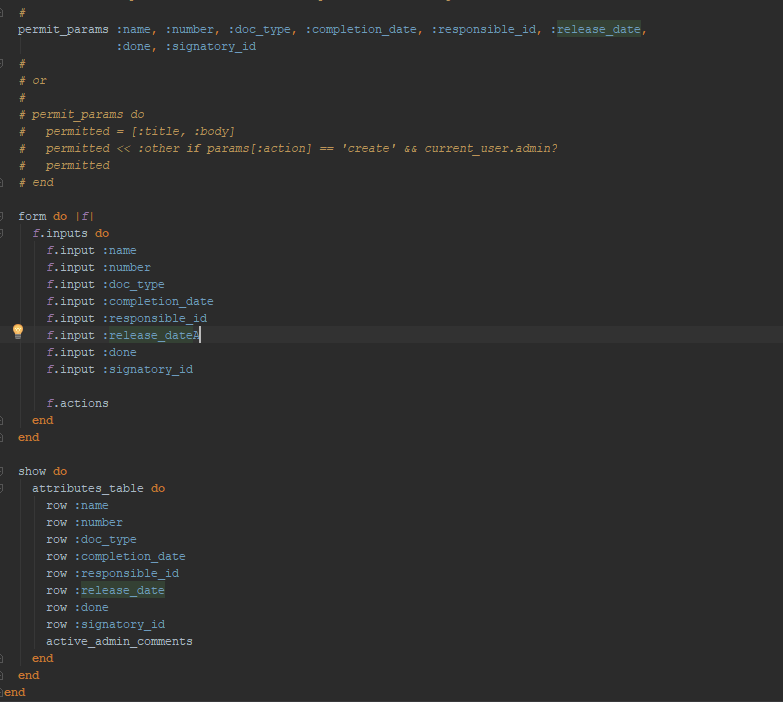 #
permit_params :name, :number, :doc_type, :completion_date, :responsible_id, :release_date,
:done, :signatory_id
#
# or
#
# permit_params do
#   permitted = [:title, :body]
#   permitted << :other if params[:action] == 'create' && current_user.admin?
#   permitted
# end
form do |f|
f.inputs do
f.input :name
f.input :number
f.input :doc_type
f.input :completion_date
f.input :responsible_id
f.input :release_dateA
f.input :done
f.input :signatory_id
f.actions
end
end
show do
attributes_table do
row :name
row :number
row :doc_type
row :completion_date
row :responsible_id
row :release_date
row :done
row :signatory_id
active_admin_comments
end
end
end